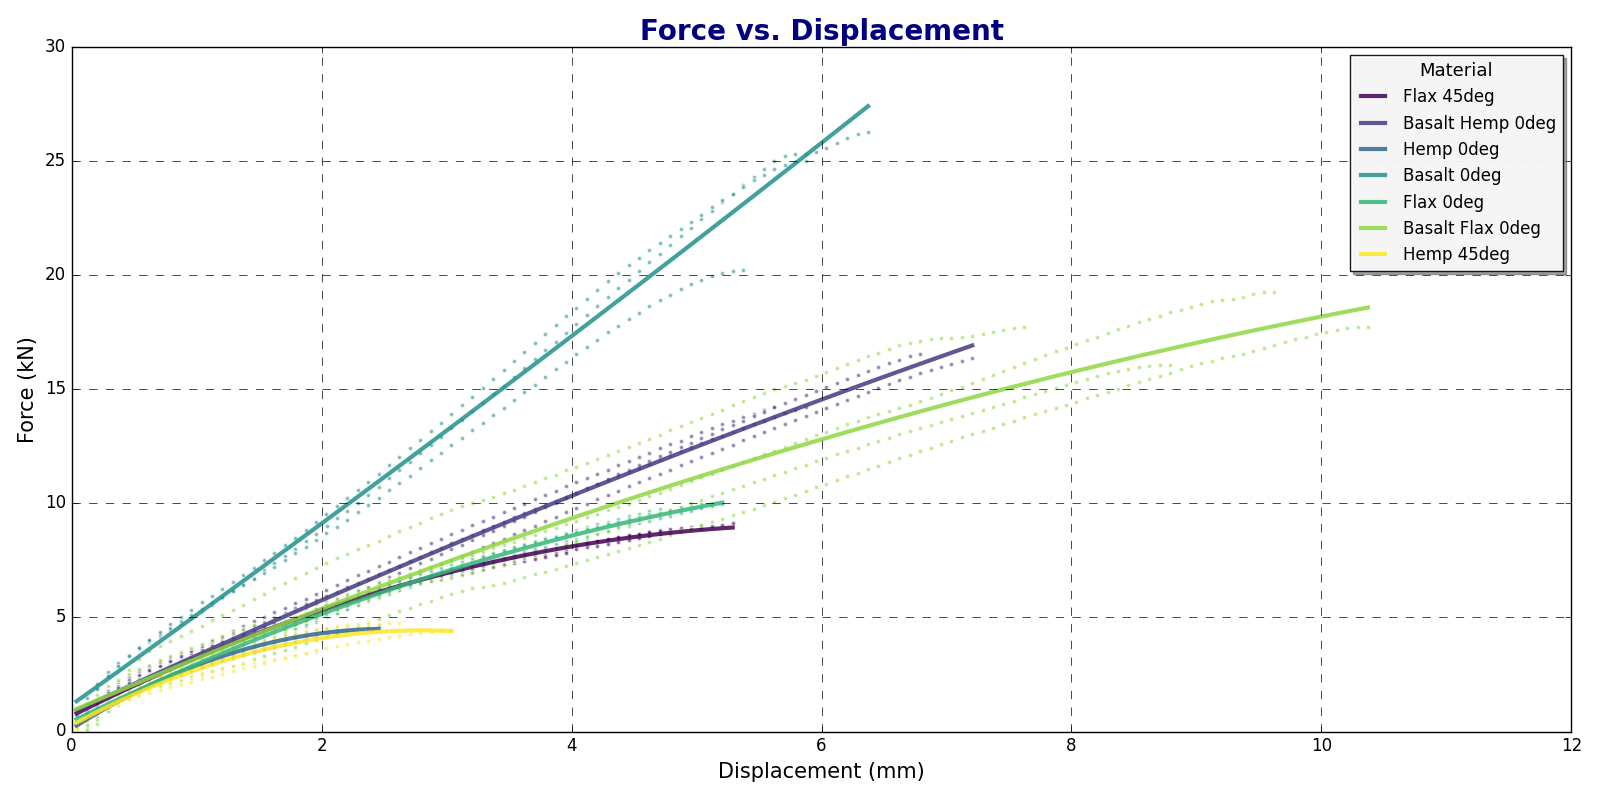 Force vs. Displacement
30
25
20
15
10
5
0
Force (kN)
0 2 4 6 8 10 12
Displacement (mm)
Material
Flax 45deg
Basalt Hemp 0deg
Hemp 0deg
Basalt 0deg
Flax 0deg
Basalt Flax 0deg
Hemp 45deg